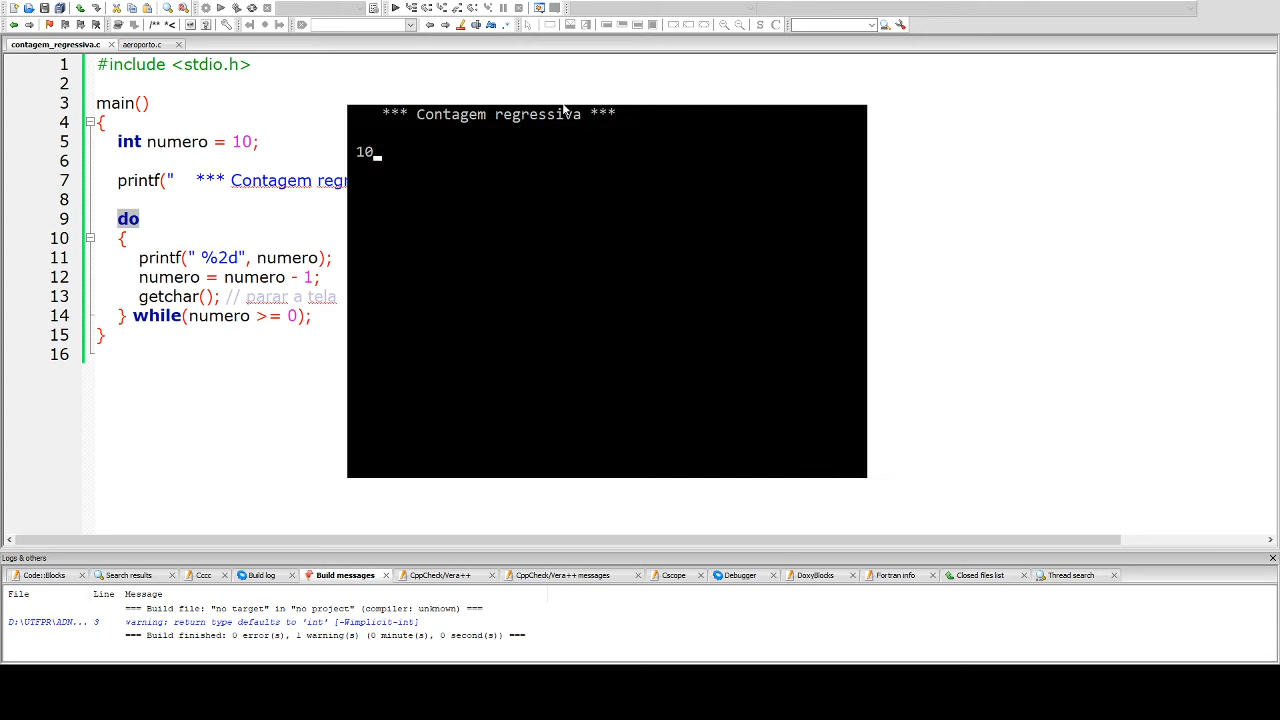 contagem_regressiva.c aeroporto.c
1 #include <stdio.h>
2
3 main()
4 {
5 int numero = 10;
6
7 printf(" *** Contagem regr
8
9 do
10 {
11 printf(" %2d", numero);
12 numero = numero - 1;
13 getchar(); // parar a tela
14 } while(numero >= 0);
15 }
16
*** Contagem regressiva ***
10
Logs & others
Code::Blocks Search results Cccc Build log Build messages CppCheck/Vera++ CppCheck/Vera++ messages Cscope Debugger DoxyBlocks Fortran info Closed files list Thread search
File Line Message
=== Build file: "no target" in "no project" (compiler: unknown) ===
D:\UTFPR\ADN... 3 warning: return type defaults to 'int' [-Wimplicit-int]
=== Build finished: 0 error(s), 1 warning(s) (0 minute(s), 0 second(s)) ===